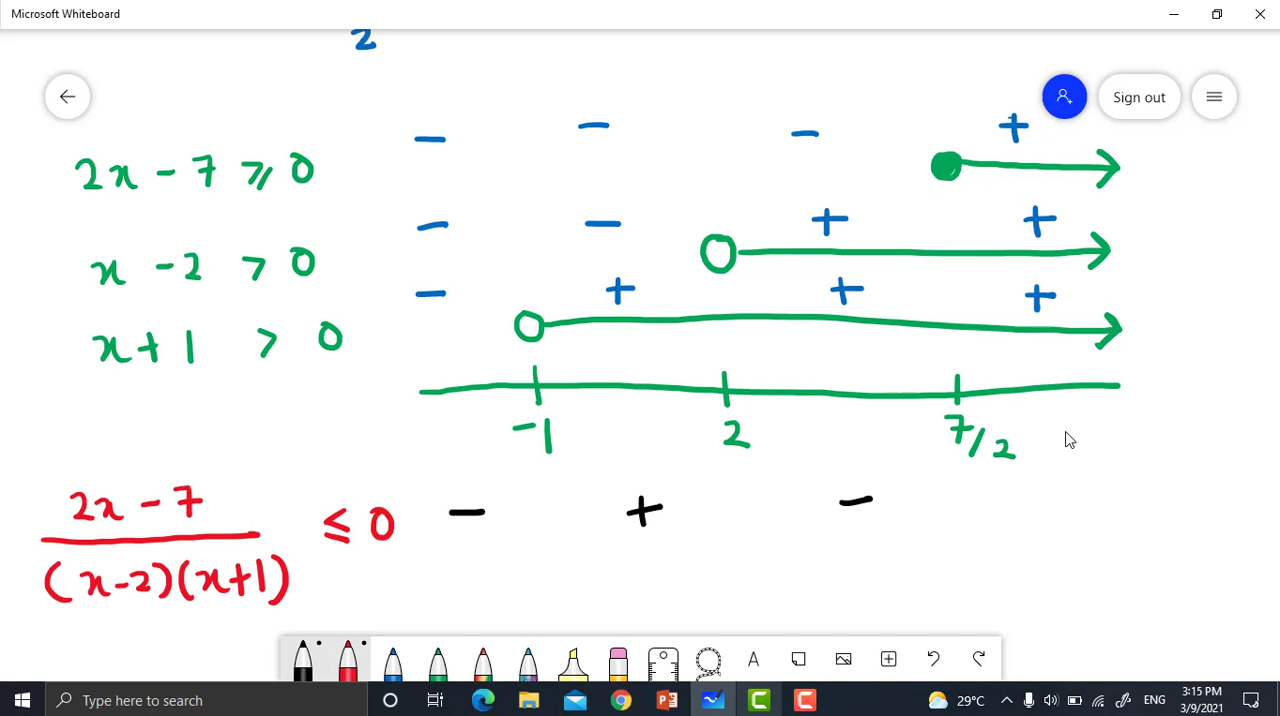 Microsoft Whiteboard
2
Sign out
- - - +
2x - 7 ⩾ 0
- - + +
x - 2 > 0
- + + +
x + 1 > 0
-1 2 7/2
2x - 7
≤ 0 - + -
(x-2)(x+1)
A
Type here to search
29°C
ENG
3:15 PM
3/9/2021